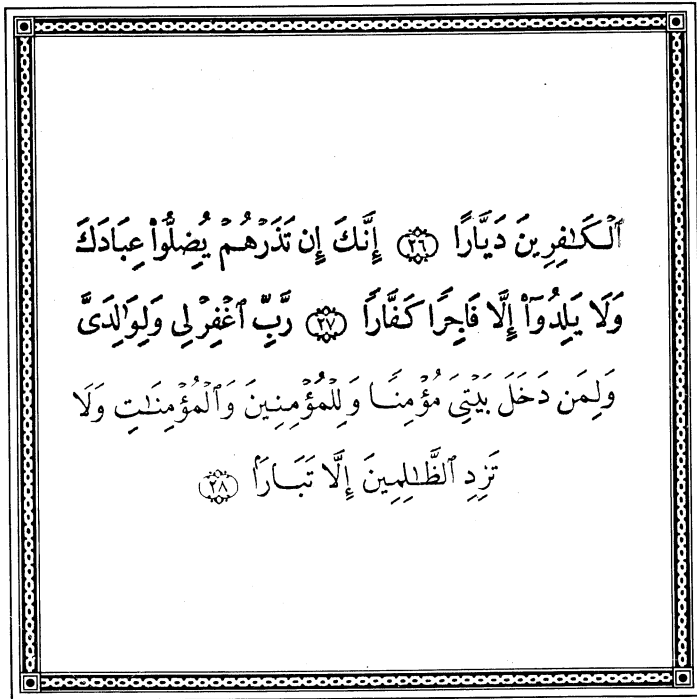 ٱلْكَٰفِرِينَ دَيَّارًا ٢٦ إِنَّكَ إِن تَذَرْهُمْ يُضِلُّوا۟ عِبَادَكَ
وَلَا يَلِدُوٓا۟ إِلَّا فَاجِرًا كَفَّارًا ٢٧ رَّبِّ ٱغْفِرْ لِى وَلِوَٰلِدَىَّ
وَلِمَن دَخَلَ بَيْتِىَ مُؤْمِنًا وَلِلْمُؤْمِنِينَ وَٱلْمُؤْمِنَٰتِ وَلَا
تَزِدِ ٱلظَّٰلِمِينَ إِلَّا تَبَارًۢا ٢٨